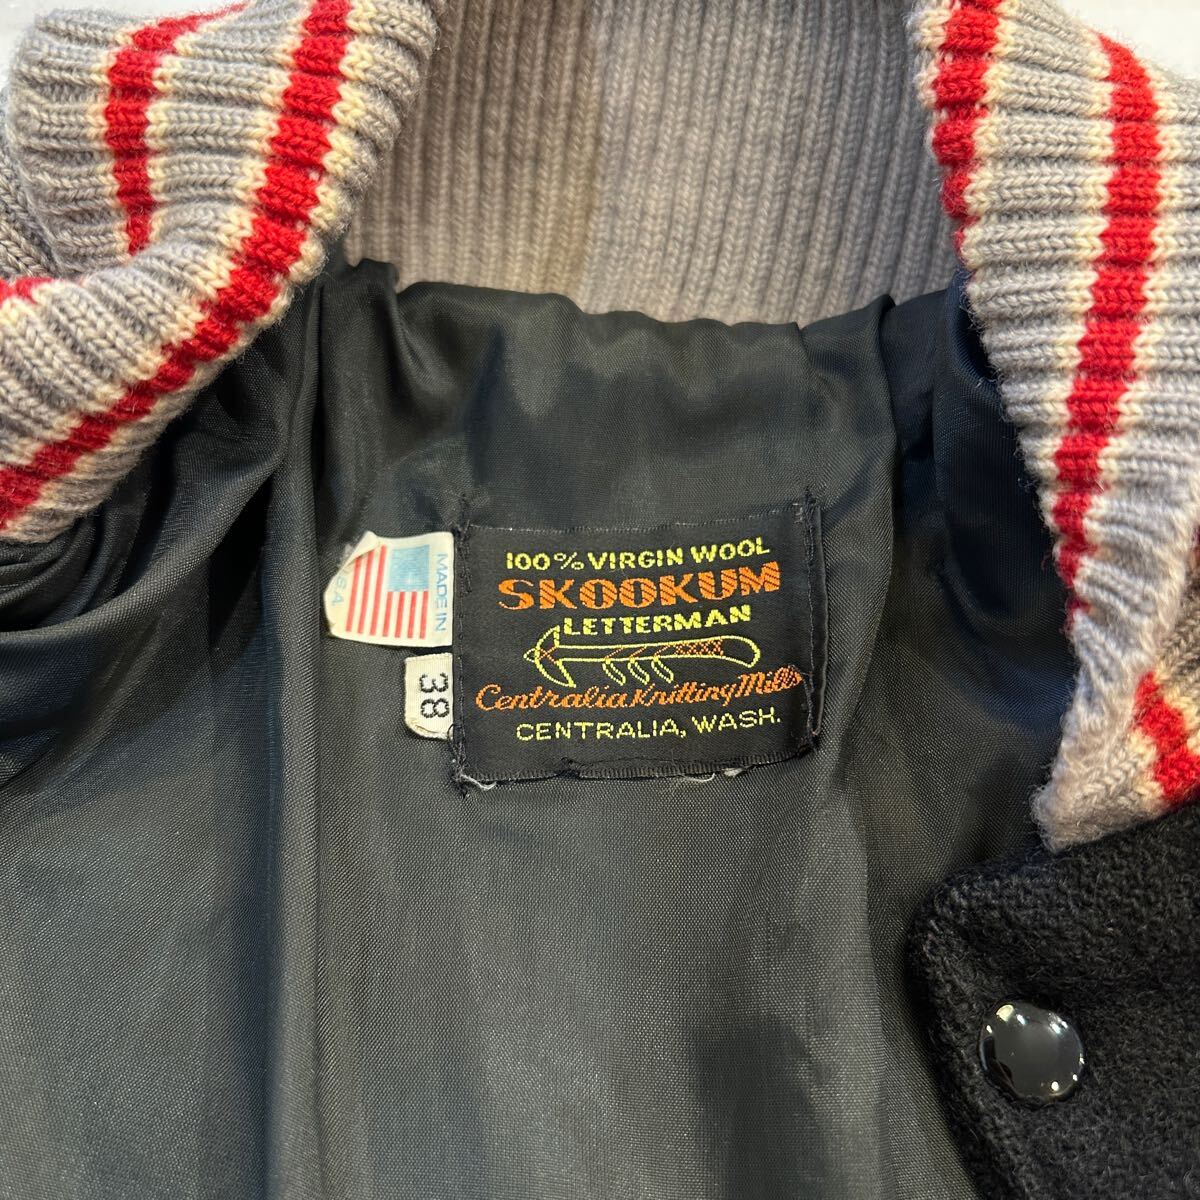 100% VIRGIN WOOL
SKOOKUM
LETTERMAN
Centralia Knitting Mills
CENTRALIA, WASH.
MADE IN
38